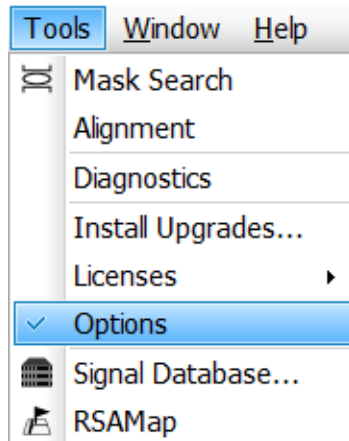 Tools Window Help
Mask Search
Alignment
Diagnostics
Install Upgrades...
Licenses
Options
Signal Database...
RSAMap